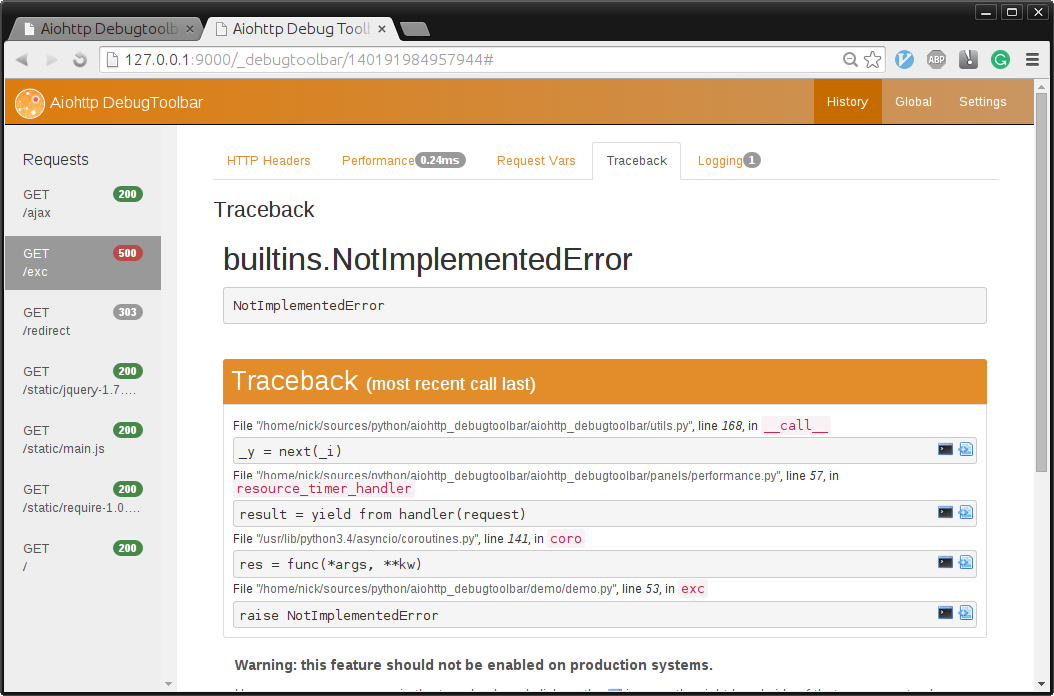 Aiohttp Debugtoolb
Aiohttp Debug Tool
127.0.0.1:9000/_debugtoolbar/140191984957944#
ABP
Aiohttp DebugToolbar
History
Global
Settings
Requests
GET 200
/ajax
GET 500
/exc
GET 303
/redirect
GET 200
/static/jquery-1.7....
GET 200
/static/main.js
GET 200
/static/require-1.0....
GET 200
/
HTTP Headers
Performance 0.24ms
Request Vars
Traceback
Logging 1
Traceback
builtins.NotImplementedError
NotImplementedError
Traceback (most recent call last)
File "/home/nick/sources/python/aiohttp_debugtoolbar/aiohttp_debugtoolbar/utils.py", line 168, in __call__
_y = next(_i)
File "/home/nick/sources/python/aiohttp_debugtoolbar/aiohttp_debugtoolbar/panels/performance.py", line 57, in
resource_timer_handler
result = yield from handler(request)
File "/usr/lib/python3.4/asyncio/coroutines.py", line 141, in coro
res = func(*args, **kw)
File "/home/nick/sources/python/aiohttp_debugtoolbar/demo/demo.py", line 53, in exc
raise NotImplementedError
Warning: this feature should not be enabled on production systems.